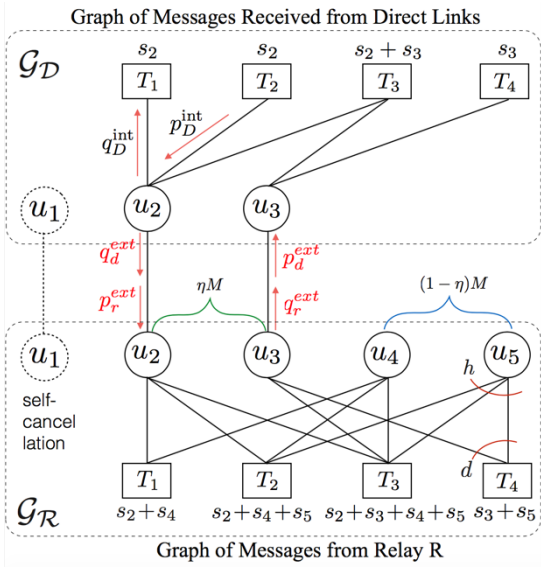 Graph of Messages Received from Direct Links
𝒢_𝒟 s₂ s₂ s₂ + s₃ s₃
T₁ T₂ T₃ T₄
q_D^int p_D^int
u₁ u₂ u₃
q_d^ext p_d^ext
p_r^ext ηM q_r^ext (1 − η)M
u₁ u₂ u₃ u₄ u₅
self-
cancel
lation
h
d
T₁ T₂ T₃ T₄
𝒢_ℛ s₂+s₄ s₂+s₄+s₅ s₂+s₃+s₄+s₅ s₃+s₅
Graph of Messages from Relay R